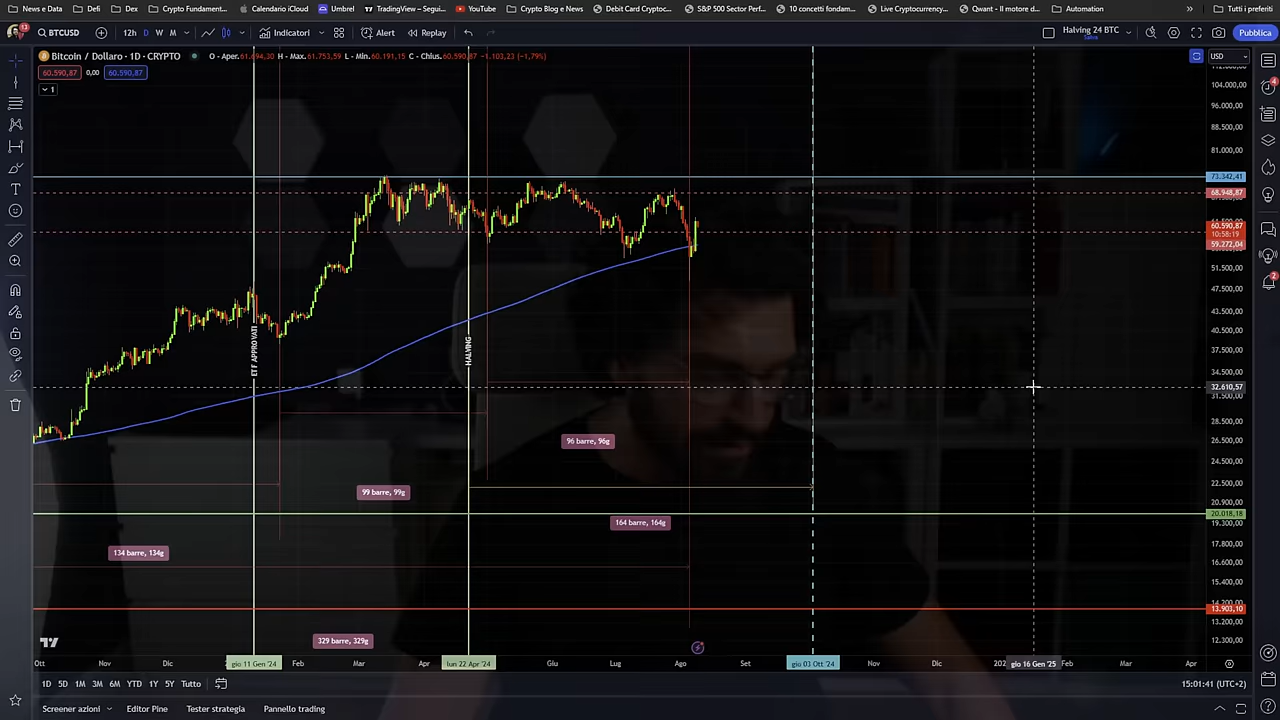 News e Data
Defi
Dex
Crypto Fundament...
Calendario iCloud
Umbrel
TradingView – Segui...
YouTube
Crypto Blog e News
Debit Card Cryptoc...
S&P 500 Sector Perf...
10 concetti fondam...
Live Cryptocurrency...
Qwant - Il motore d...
Automation
»
Tutti i preferiti
13
BTCUSD
12h D W M
Indicatori
Alert
Replay
Halving 24 BTC
Salva
Pubblica
Bitcoin / Dollaro · 1D · CRYPTO
O - Aper.61.694,30 H - Max.61.753,59 L - Min.60.191,15 C - Chius.60.590,87 −1.103,23 (−1,79%)
USD
60.590,87
0,00
60.590,87
1
104.000,00
96.000,00
88.500,00
81.000,00
73.342,41
68.948,87
60.590,87
10:58:19
59.272,04
51.500,00
47.500,00
43.500,00
40.500,00
37.500,00
34.500,00
32.610,57
31.500,00
28.500,00
26.500,00
24.500,00
22.500,00
20.900,00
20.018,18
19.300,00
17.800,00
16.600,00
15.400,00
14.200,00
13.903,10
13.200,00
12.300,00
ETF APPROVATI
HALVING
96 barre, 96g
99 barre, 99g
164 barre, 164g
134 barre, 134g
329 barre, 329g
4
2
Ott
Nov
Dic
gio 11 Gen '24
Feb
Mar
Apr
lun 22 Apr '24
Giu
Lug
Ago
Set
gio 03 Ott '24
Nov
Dic
202
gio 16 Gen '25
Feb
Mar
Apr
1D 5D 1M 3M 6M YTD 1Y 5Y Tutto
15:01:41 (UTC+2)
Screener azioni
Editor Pine
Tester strategia
Pannello trading